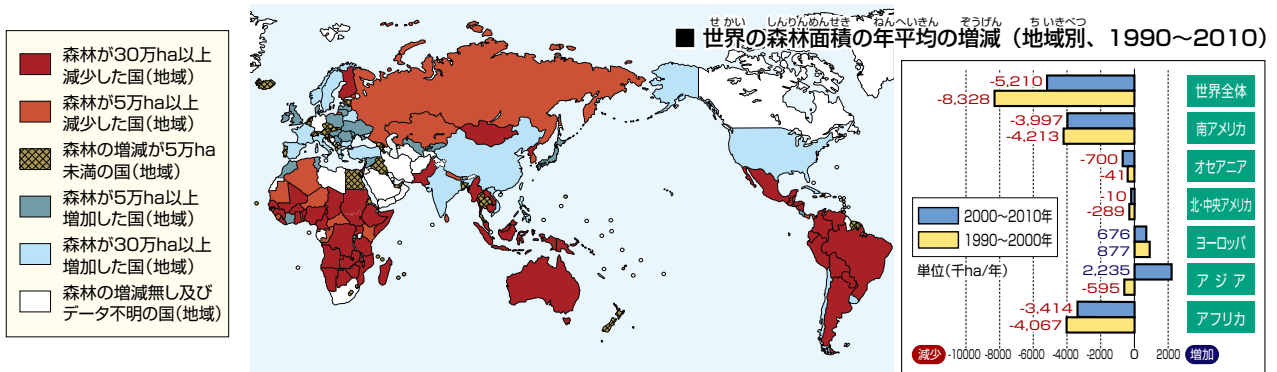 森林が30万ha以上
減少した国(地域)
森林が5万ha以上
減少した国(地域)
森林の増減が5万ha
未満の国(地域)
森林が5万ha以上
増加した国(地域)
森林が30万ha以上
増加した国(地域)
森林の増減無し及び
データ不明の国(地域)
せかい しんりんめんせき ねんへいきん ぞうげん ちいきべつ
■ 世界の森林面積の年平均の増減(地域別、1990〜2010)
-5,210
-8,328
世界全体
-3,997
-4,213
南アメリカ
-700
-41
オセアニア
-10
-289
北・中央アメリカ
676
877
ヨーロッパ
2,235
-595
アジア
-3,414
-4,067
アフリカ
2000〜2010年
1990〜2000年
単位(千ha/年)
減少 -10000 -8000 -6000 -4000 -2000 0 2000 増加